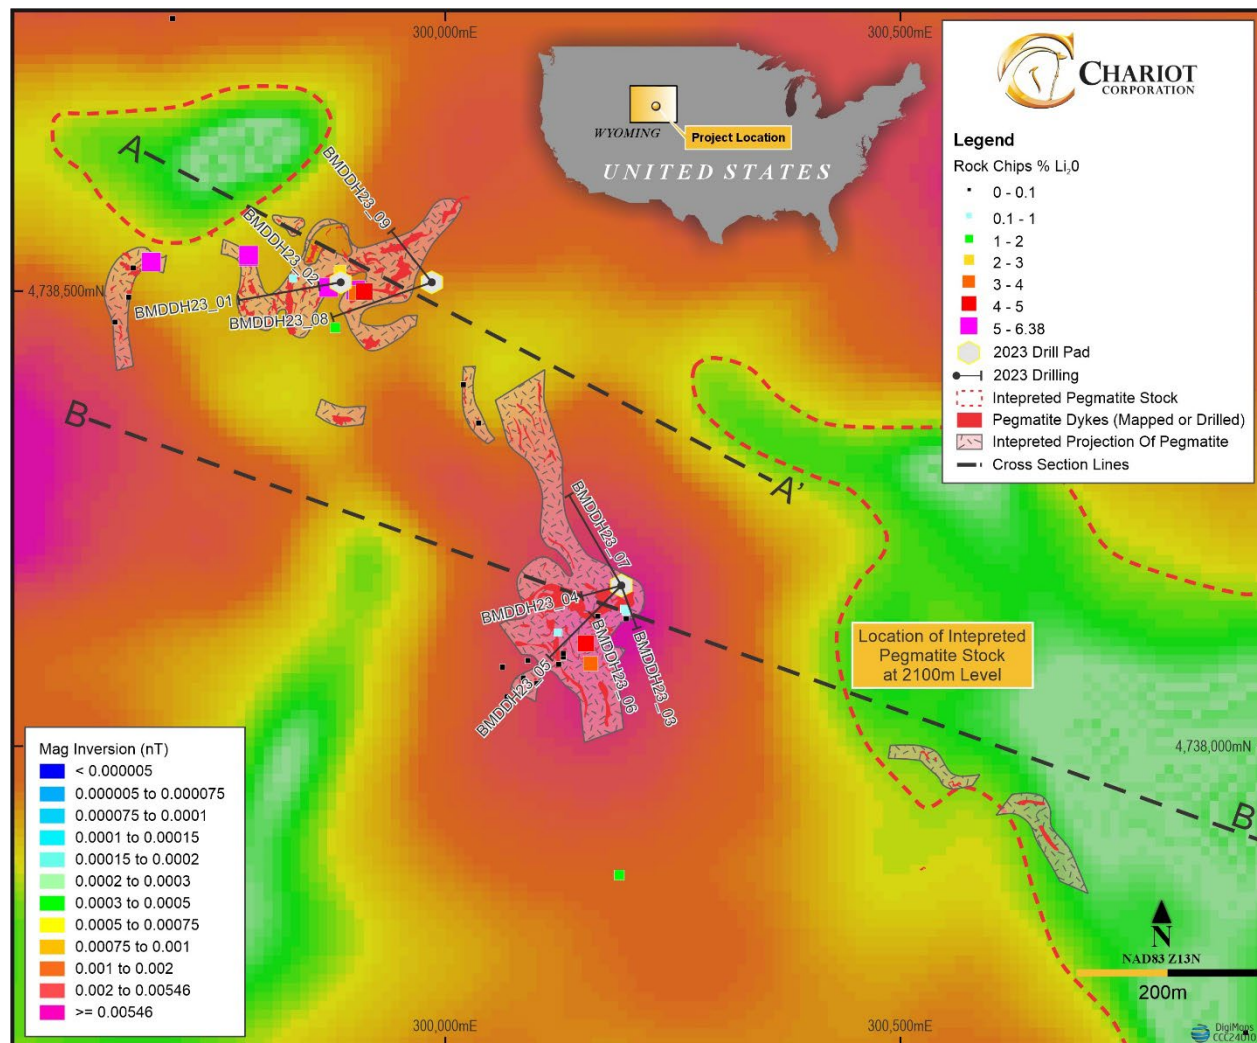 300,000mE
300,500mE
CHARIOT
CORPORATION
WYOMING
Project Location
UNITED STATES
Legend
Rock Chips % Li₂0
0 - 0.1
0.1 - 1
1 - 2
2 - 3
3 - 4
4 - 5
5 - 6.38
2023 Drill Pad
2023 Drilling
Intepreted Pegmatite Stock
Pegmatite Dykes (Mapped or Drilled)
Intepreted Projection Of Pegmatite
Cross Section Lines
A
BMDDH23_09
BMDDH23_02
4,738,500mN
BMDDH23_01
BMDDH23_08
B
A'
BMDDH23_07
BMDDH23_04
BMDDH23_05
BMDDH23_06
BMDDH23_03
Location of Intepreted
Pegmatite Stock
at 2100m Level
4,738,000mN
B
Mag Inversion (nT)
< 0.000005
0.000005 to 0.000075
0.000075 to 0.0001
0.0001 to 0.00015
0.00015 to 0.0002
0.0002 to 0.0003
0.0003 to 0.0005
0.0005 to 0.00075
0.00075 to 0.001
0.001 to 0.002
0.002 to 0.00546
>= 0.00546
N
NAD83 Z13N
200m
300,000mE
300,500mE
DigiMaps
CCC24010